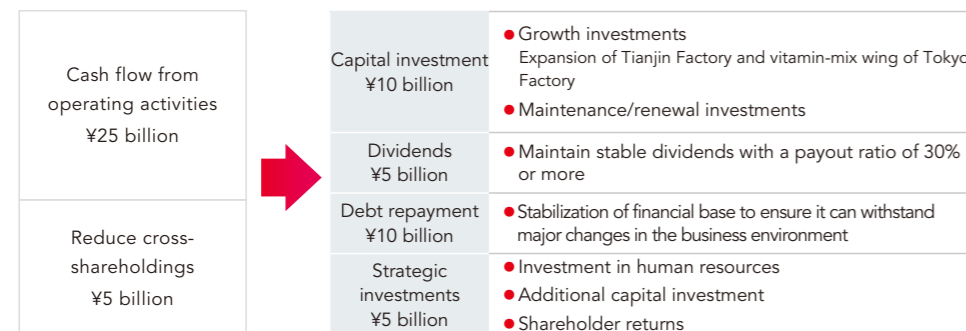 Cash flow from
operating activities
¥25 billion
Reduce cross-
shareholdings
¥5 billion
Capital investment
¥10 billion
● Growth investments
Expansion of Tianjin Factory and vitamin-mix wing of Tokyo
Factory
● Maintenance/renewal investments
Dividends
¥5 billion
● Maintain stable dividends with a payout ratio of 30%
or more
Debt repayment
¥10 billion
● Stabilization of financial base to ensure it can withstand
major changes in the business environment
Strategic
investments
¥5 billion
● Investment in human resources
● Additional capital investment
● Shareholder returns